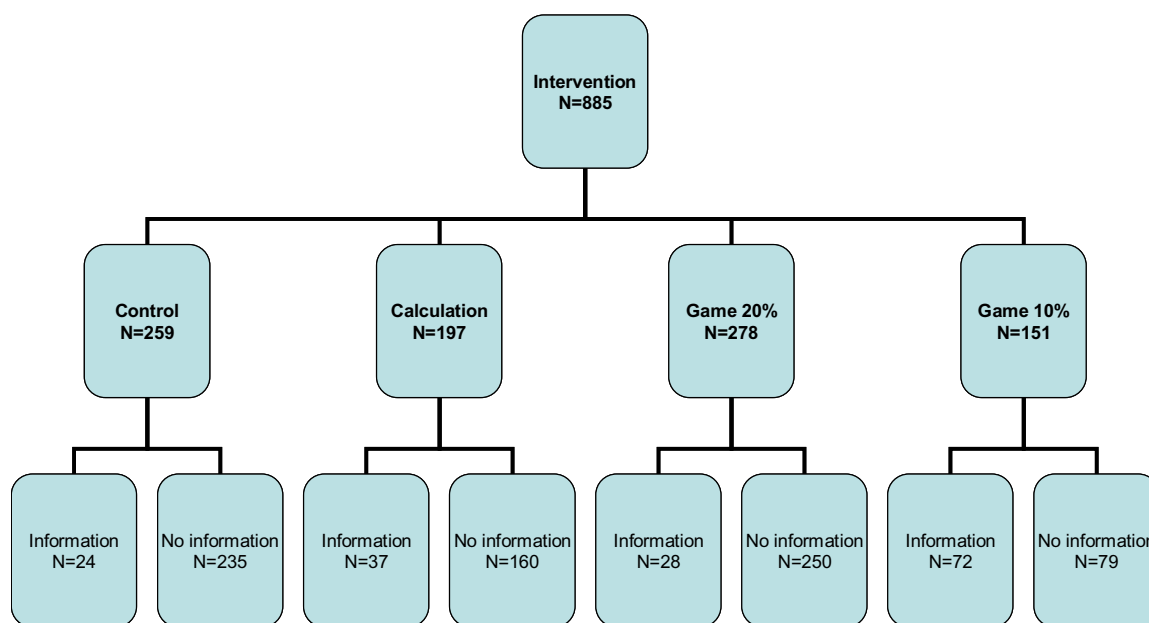 Intervention
N=885
Control
N=259
Calculation
N=197
Game 20%
N=278
Game 10%
N=151
Information
N=24
No information
N=235
Information
N=37
No information
N=160
Information
N=28
No information
N=250
Information
N=72
No information
N=79